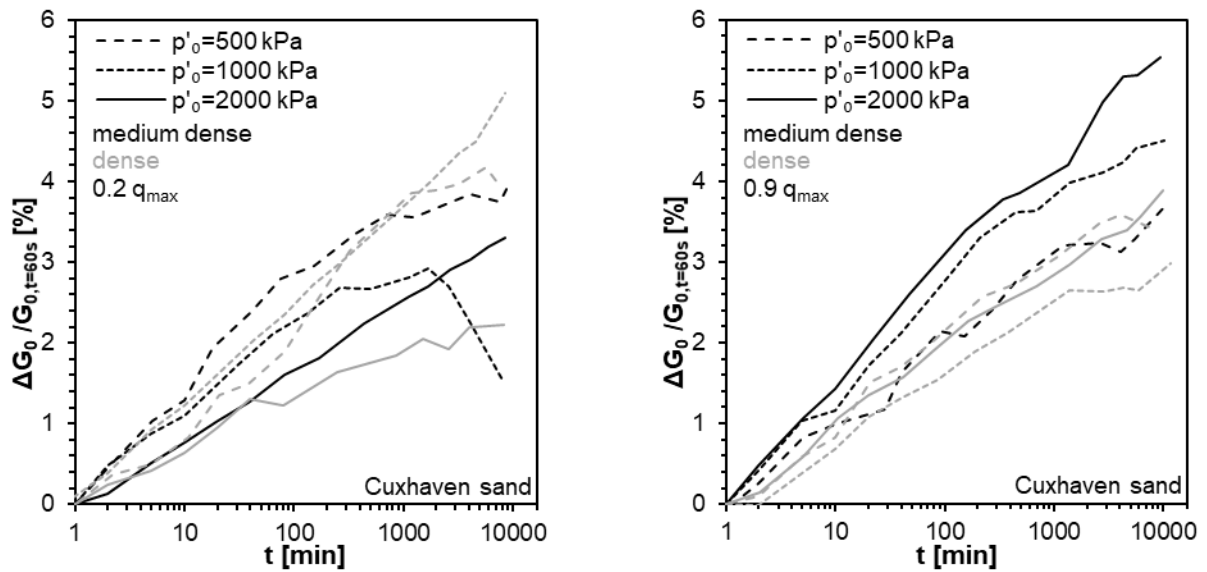 6
5
4
3
2
1
0
ΔG₀ /G₀,ₜ₌₆₀ₛ [%]
p'₀=500 kPa
p'₀=1000 kPa
p'₀=2000 kPa
medium dense
dense
0.2 qₘₐₓ
Cuxhaven sand
1 10 100 1000 10000
t [min]
6
5
4
3
2
1
0
ΔG₀ /G₀,ₜ₌₆₀ₛ [%]
p'₀=500 kPa
p'₀=1000 kPa
p'₀=2000 kPa
medium dense
dense
0.9 qₘₐₓ
Cuxhaven sand
1 10 100 1000 10000
t [min]